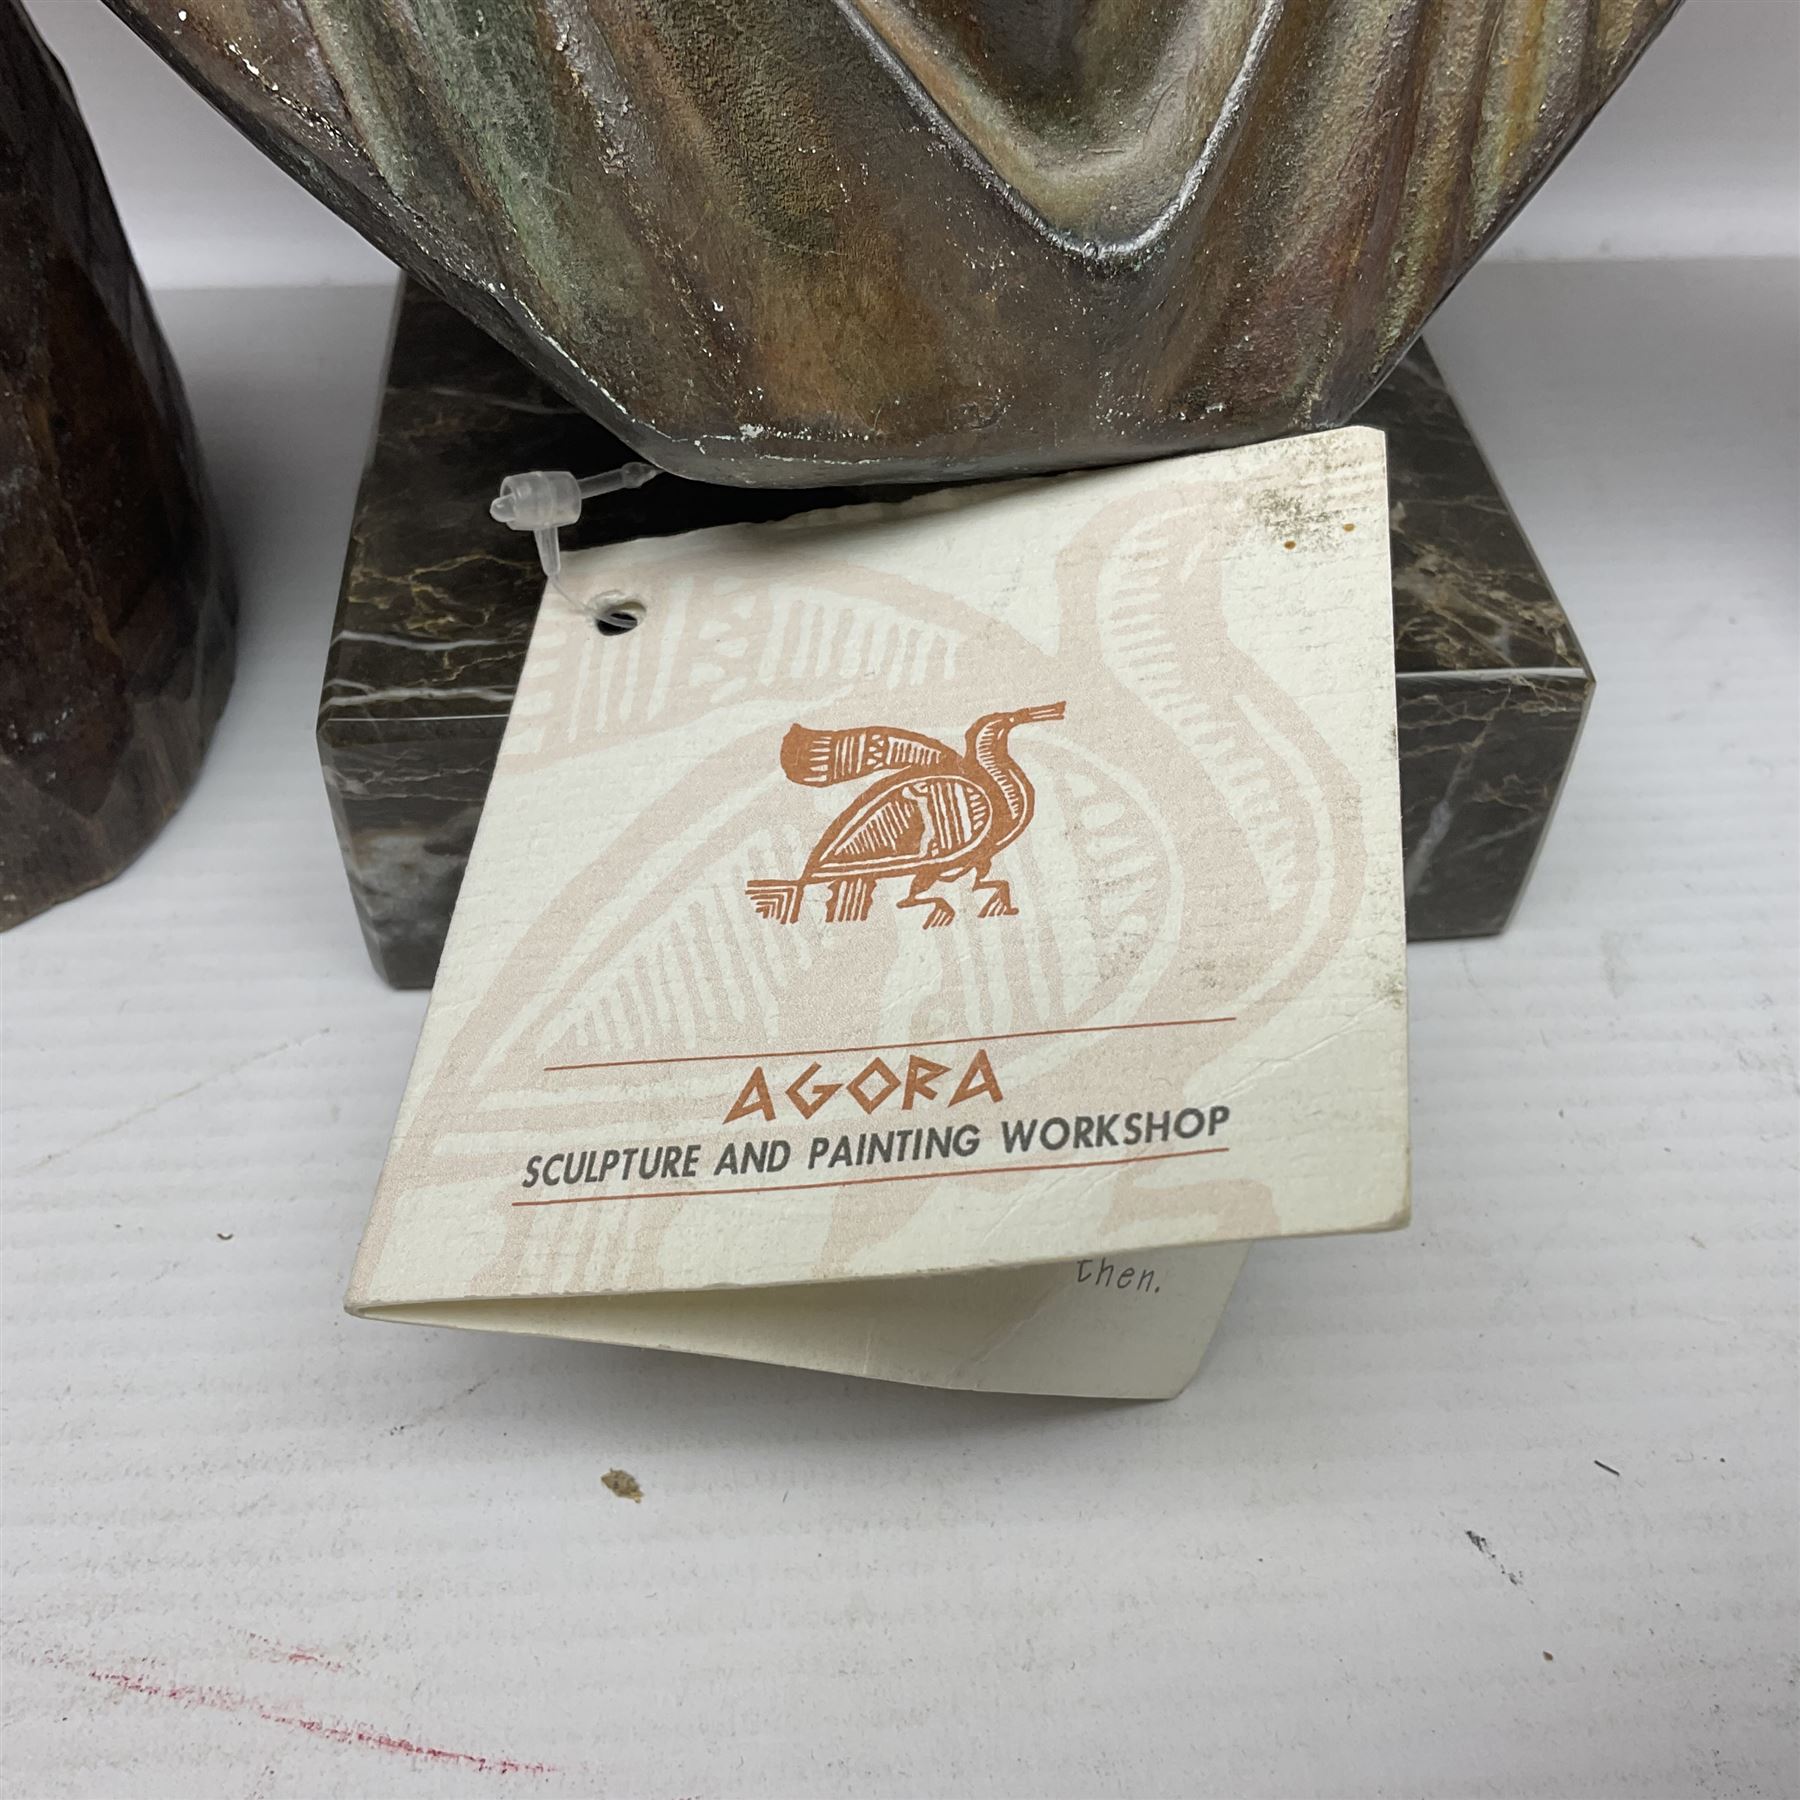 AGORA
SCULPTURE AND PAINTING WORKSHOP
then.